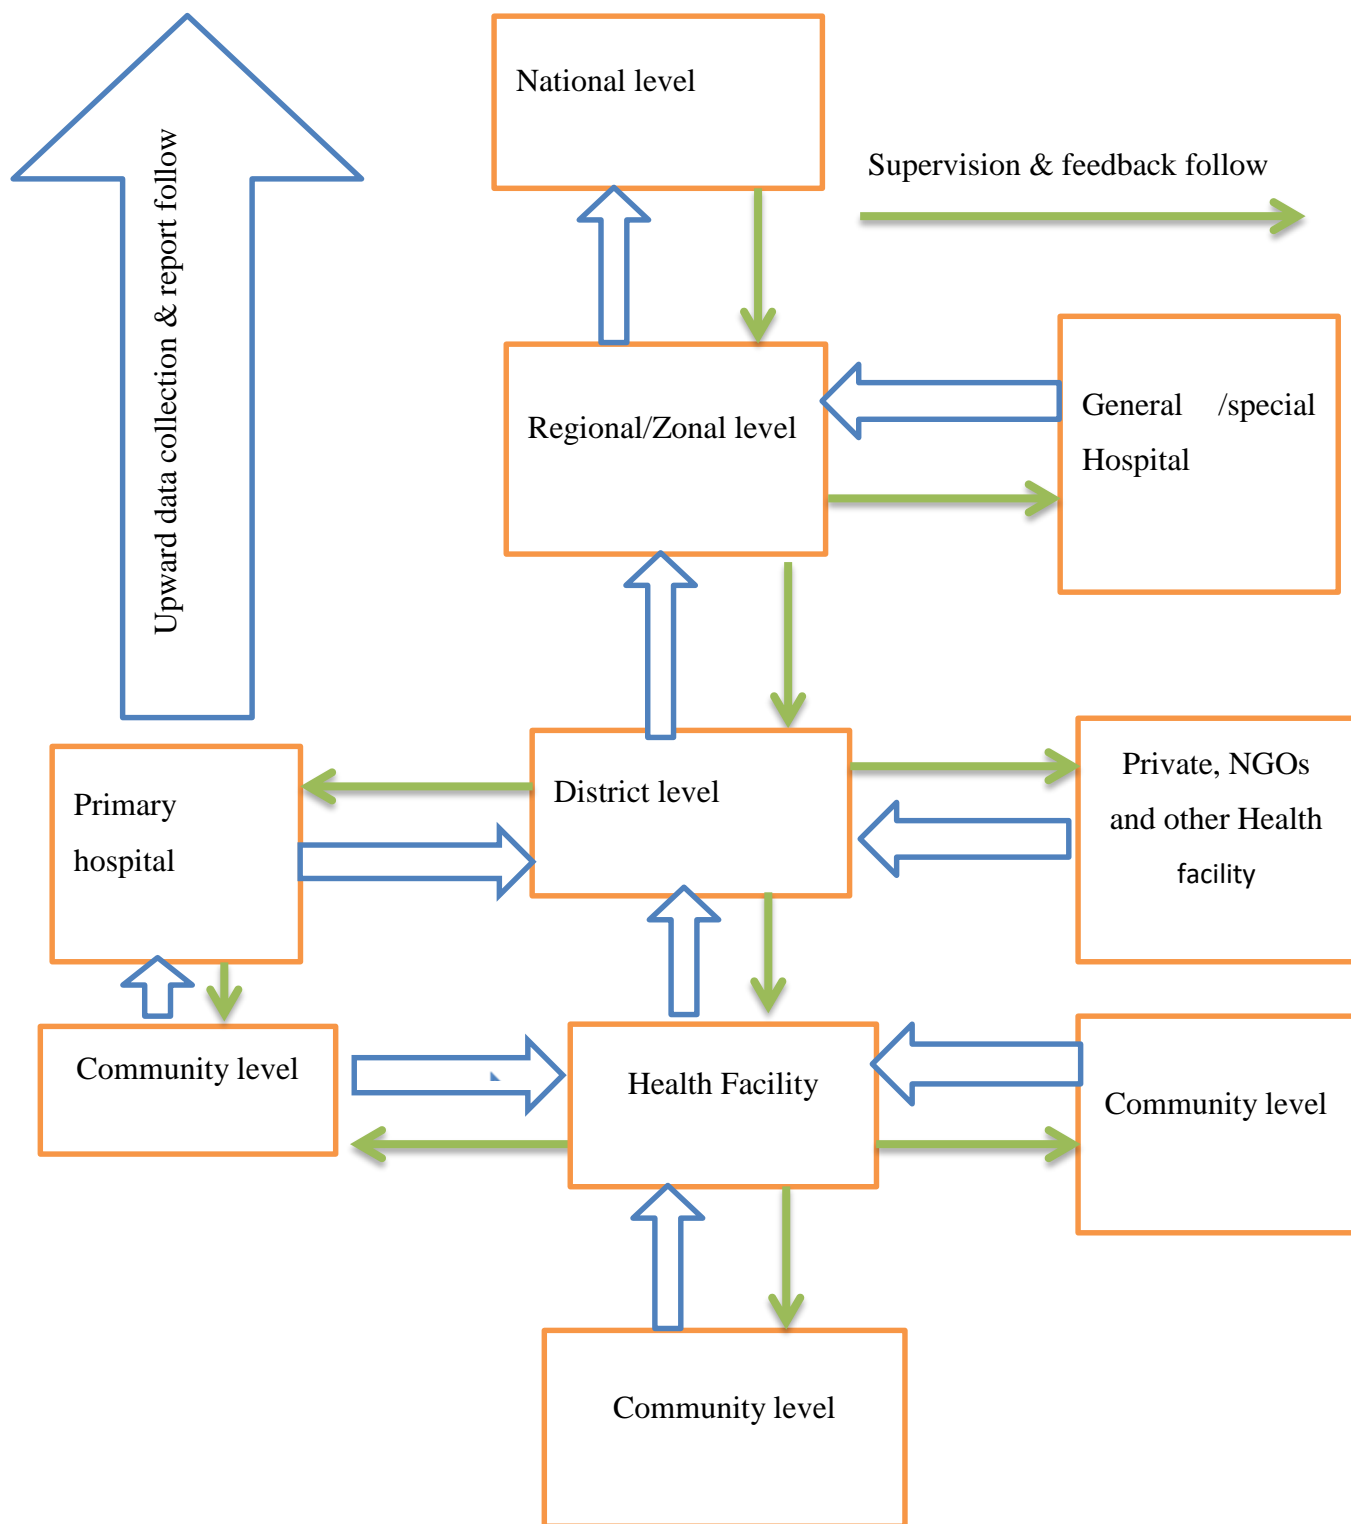 National level
Supervision & feedback follow
Upward data collection & report follow
Regional/Zonal level
General /special
Hospital
Primary
hospital
District level
Private, NGOs
and other Health
facility
Community level
Health Facility
Community level
Community level